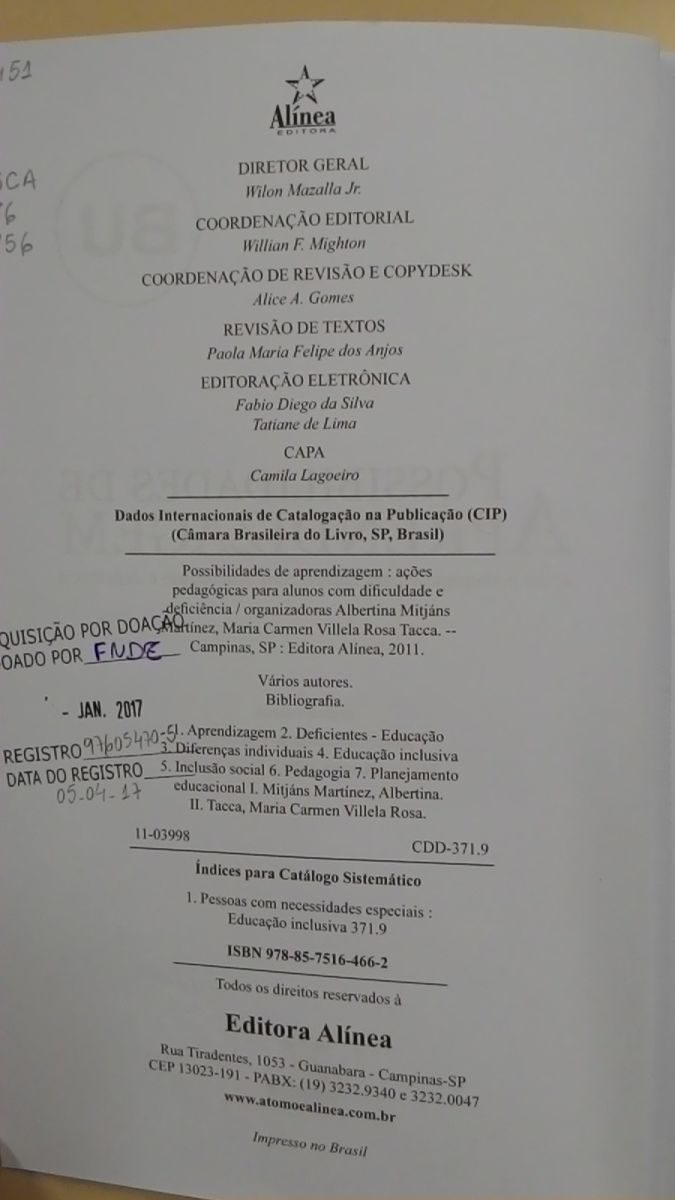 151
Alínea
EDITORA
DIRETOR GERAL
Wilon Mazalla Jr.
COORDENAÇÃO EDITORIAL
Willian F. Mighton
COORDENAÇÃO DE REVISÃO E COPYDESK
Alice A. Gomes
REVISÃO DE TEXTOS
Paola Maria Felipe dos Anjos
EDITORAÇÃO ELETRÔNICA
Fabio Diego da Silva
Tatiane de Lima
CAPA
Camila Lagoeiro
Dados Internacionais de Catalogação na Publicação (CIP)
(Câmara Brasileira do Livro, SP, Brasil)
Possibilidades de aprendizagem : ações
pedagógicas para alunos com dificuldade e
deficiência / organizadoras Albertina Mitjáns
Martínez, Maria Carmen Villela Rosa Tacca. --
Campinas, SP : Editora Alínea, 2011.
Vários autores.
Bibliografia.
1. Aprendizagem 2. Deficientes - Educação
3. Diferenças individuais 4. Educação inclusiva
5. Inclusão social 6. Pedagogia 7. Planejamento
educacional I. Mitjáns Martínez, Albertina.
II. Tacca, Maria Carmen Villela Rosa.
QUISIÇÃO POR DOAÇÃO
OADO POR FNDE
- JAN. 2017
REGISTRO 97605470-5
DATA DO REGISTRO
05-04-17
11-03998
CDD-371.9
Índices para Catálogo Sistemático
1. Pessoas com necessidades especiais :
Educação inclusiva 371.9
ISBN 978-85-7516-466-2
Todos os direitos reservados à
Editora Alínea
Rua Tiradentes, 1053 - Guanabara - Campinas-SP
CEP 13023-191 - PABX: (19) 3232.9340 e 3232.0047
www.atomoealinea.com.br
Impresso no Brasil